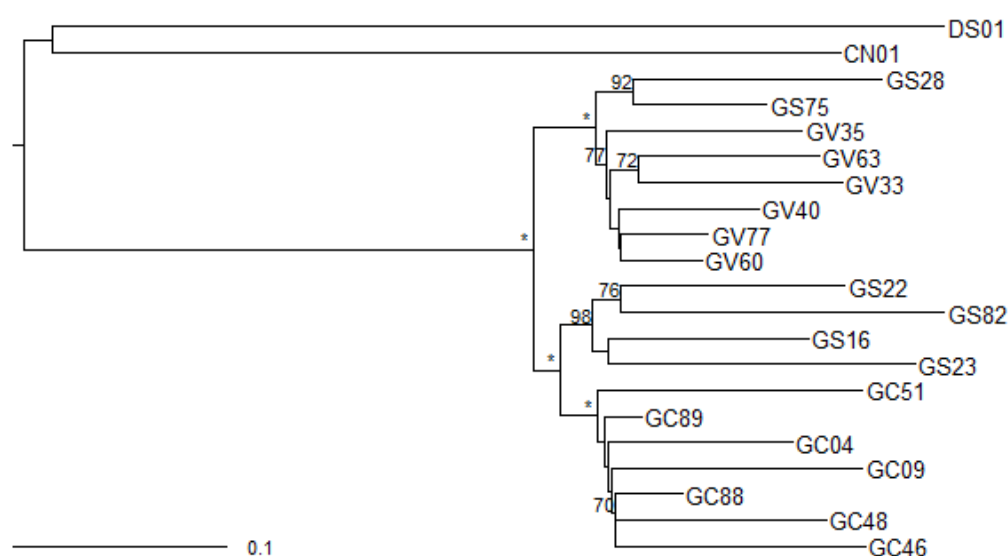 DS01
CN01
92
GS28
GS75
*
GV35
77
72
GV63
GV33
GV40
*
GV77
GV60
76
GS22
GS82
98
GS16
*
GS23
*
GC51
GC89
GC04
GC09
70
GC88
GC48
GC46
0.1